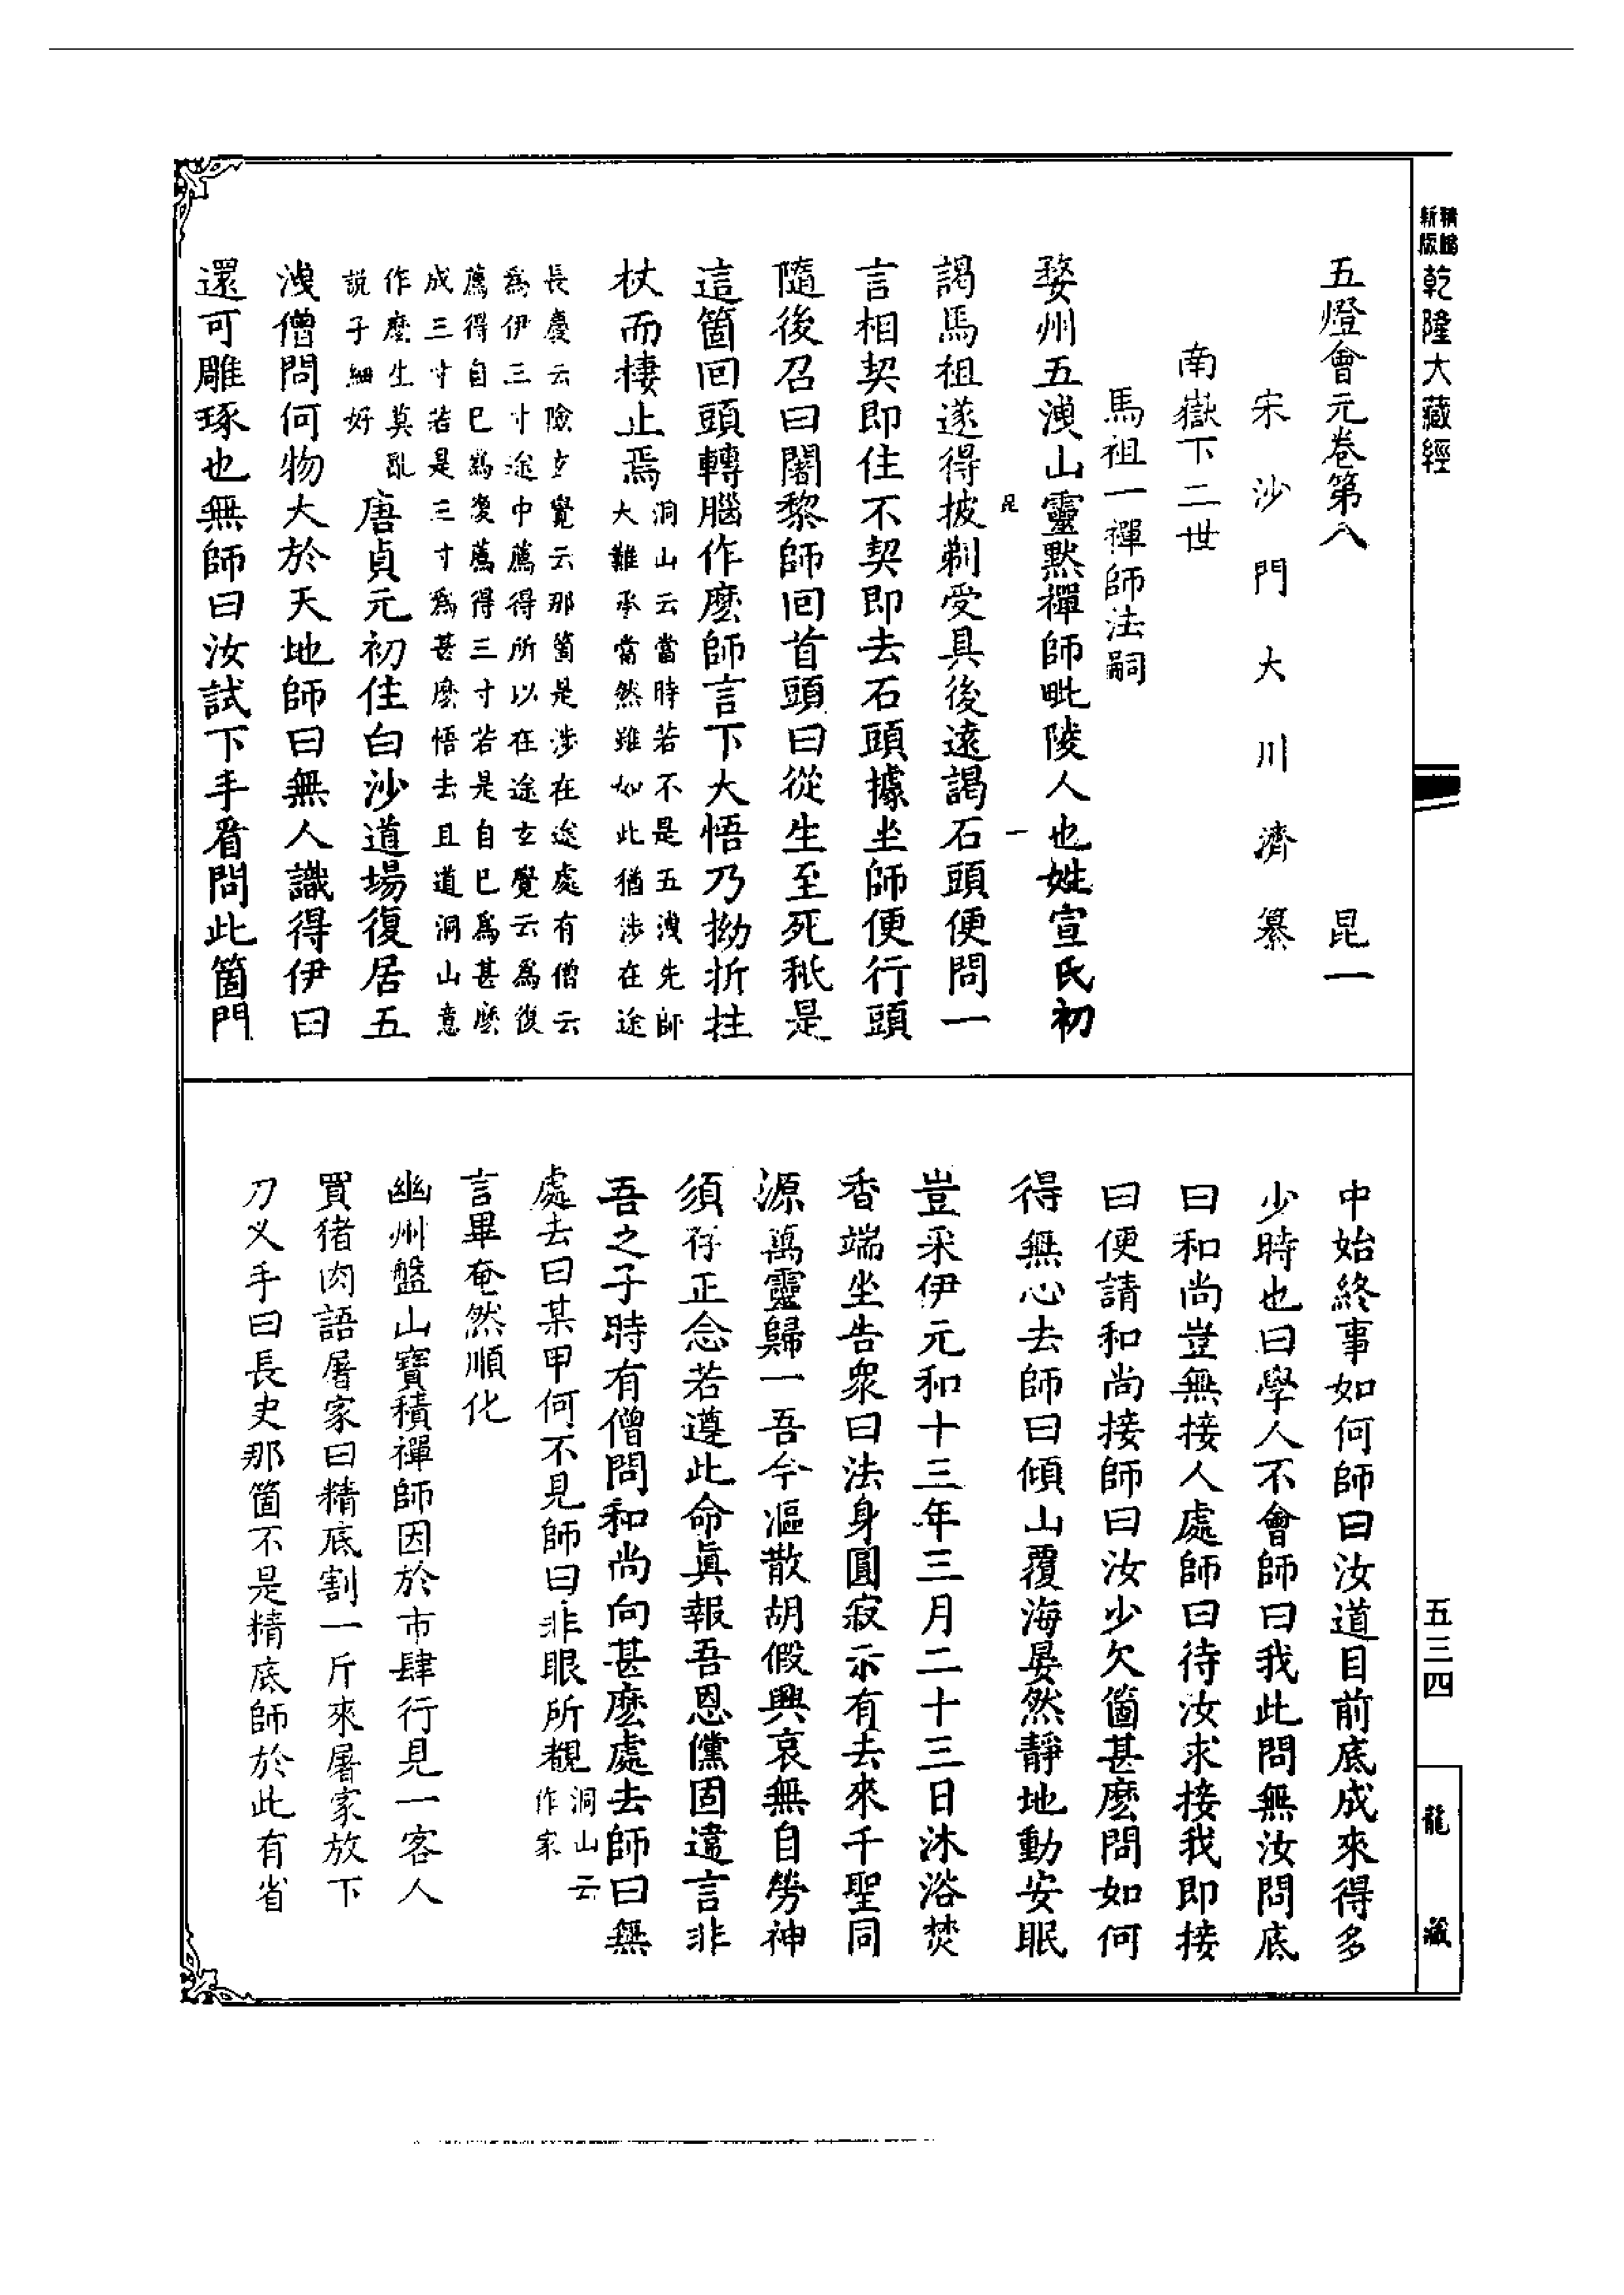 精縮新版
乾隆大藏經
五三四
龍藏
五燈會元卷第八 昆一
宋沙門大川濟纂
南嶽下二世
馬祖一禪師法嗣
婺州五洩山靈黙禪師毗陵人也姓宣氏初
昆 一
謁馬祖遂得披剃受具後遠謁石頭便問一
言相契即住不契即去石頭據坐師便行頭
隨後召曰闍黎師回首頭曰從生至死秪是
這箇回頭轉腦作麽師言下大悟乃拗折拄
杖而棲止焉
洞山云當時若不是五洩先師
大難承當然雖如此猶涉在途
長慶云險玄覺云那箇是涉在途處有僧云
爲伊三寸途中薦得所以在途玄覺云爲復
薦得自巳爲復薦得三寸若是自巳爲甚麽
成三寸若是三寸爲甚麽悟去且道洞山意
作麽生莫亂
説子細好
唐貞元初住白沙道場復居五
洩僧問何物大於天地師曰無人識得伊曰
還可雕琢也無師曰汝試下手看問此箇門
中始終事如何師曰汝道目前底成來得多
少時也曰學人不會師曰我此問無汝問底
曰和尚豈無接人處師曰待汝求接我即接
曰便請和尚接師曰汝少欠箇甚麽問如何
得無心去師曰傾山覆海晏然靜地動安眠
豈采伊元和十三年三月二十三日沐浴焚
香端坐告衆曰法身圓寂示有去來千聖同
源萬靈歸一吾今漚散胡假興哀無自勞神
須存正念若遵此命眞報吾恩儻固違言非
吾之子時有僧問和尚向甚麽處去師曰無
處去曰某甲何不見師曰非眼所覩
洞山云
作家
言畢奄然順化
幽州盤山寶積禪師因於市肆行見一客人
買猪肉語屠家曰精底割一斤來屠家放下
刀义手曰長史那箇不是精底師於此有省